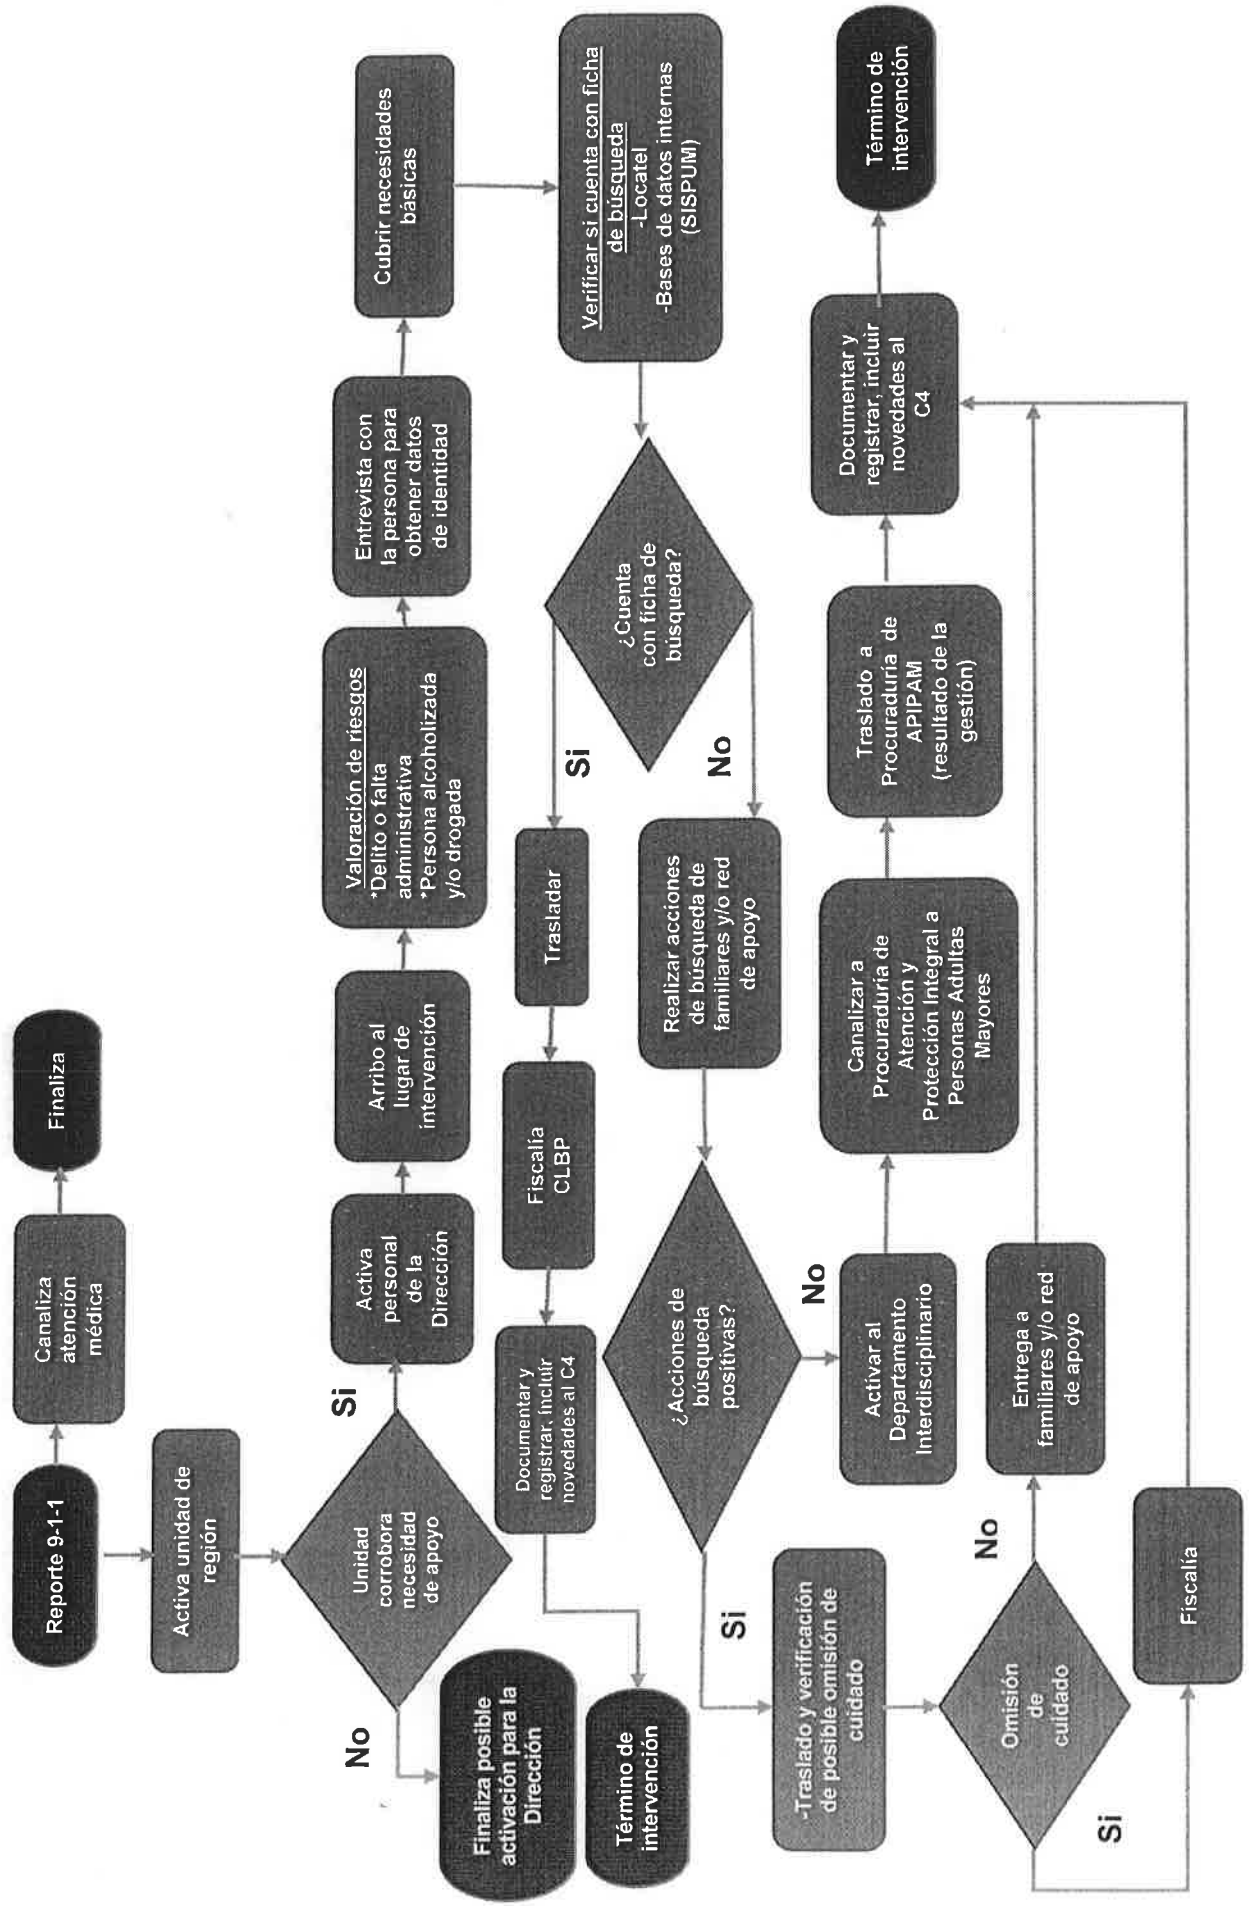 Reporte 9-1-1
Canaliza
atención
médica
Finaliza
Activa unidad de
región
Unidad
corrobora
necesidad
de apoyo
No
Finaliza posible
activación para la
Dirección
Si
Activa
personal
de la
Dirección
Arribo al
lugar de
intervención
Valoración de riesgos
*Delito o falta
administrativa
*Persona alcoholizada
y/o drogada
Entrevista con
la persona para
obtener datos
de identidad
Cubrir necesidades
básicas
Verificar si cuenta con ficha
de búsqueda
-Locatel
-Bases de datos internas
(SISPUM)
¿Cuenta
con ficha de
búsqueda?
Si
Trasladar
Fiscalía
CLBP
Documentar y
registrar, incluir
novedades al C4
Término de
intervención
No
Realizar acciones
de búsqueda de
familiares y/o red
de apoyo
¿Acciones de
búsqueda
positivas?
No
Activar al
Departamento
Interdisciplinario
Canalizar a
Procuraduría de
Atención y
Protección Integral a
Personas Adultas
Mayores
Traslado a
Procuraduría de
APIPAM
(resultado de la
gestión)
Documentar y
registrar, incluir
novedades al
C4
Término de
intervención
Si
-Traslado y verificación
de posible omisión de
cuidado
Omisión
de
cuidado
No
Entrega a
familiares y/o red
de apoyo
Si
Fiscalía